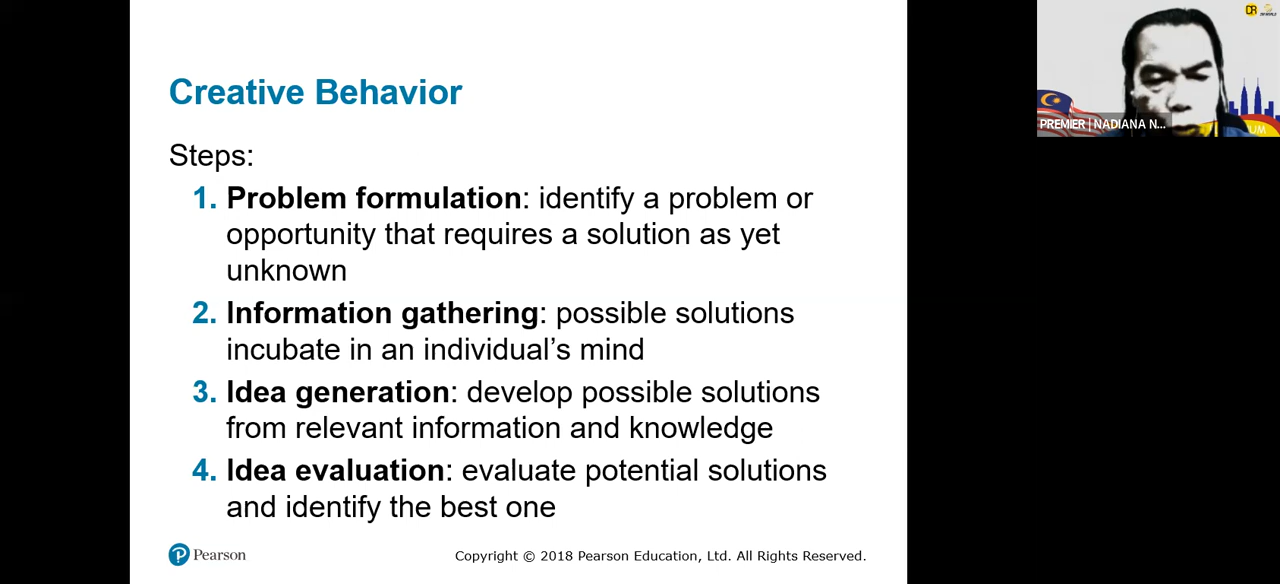 Creative Behavior
Steps:
1. Problem formulation: identify a problem or
opportunity that requires a solution as yet
unknown
2. Information gathering: possible solutions
incubate in an individual’s mind
3. Idea generation: develop possible solutions
from relevant information and knowledge
4. Idea evaluation: evaluate potential solutions
and identify the best one
P Pearson
Copyright © 2018 Pearson Education, Ltd. All Rights Reserved.
PREMIER | NADIANA N...
UM